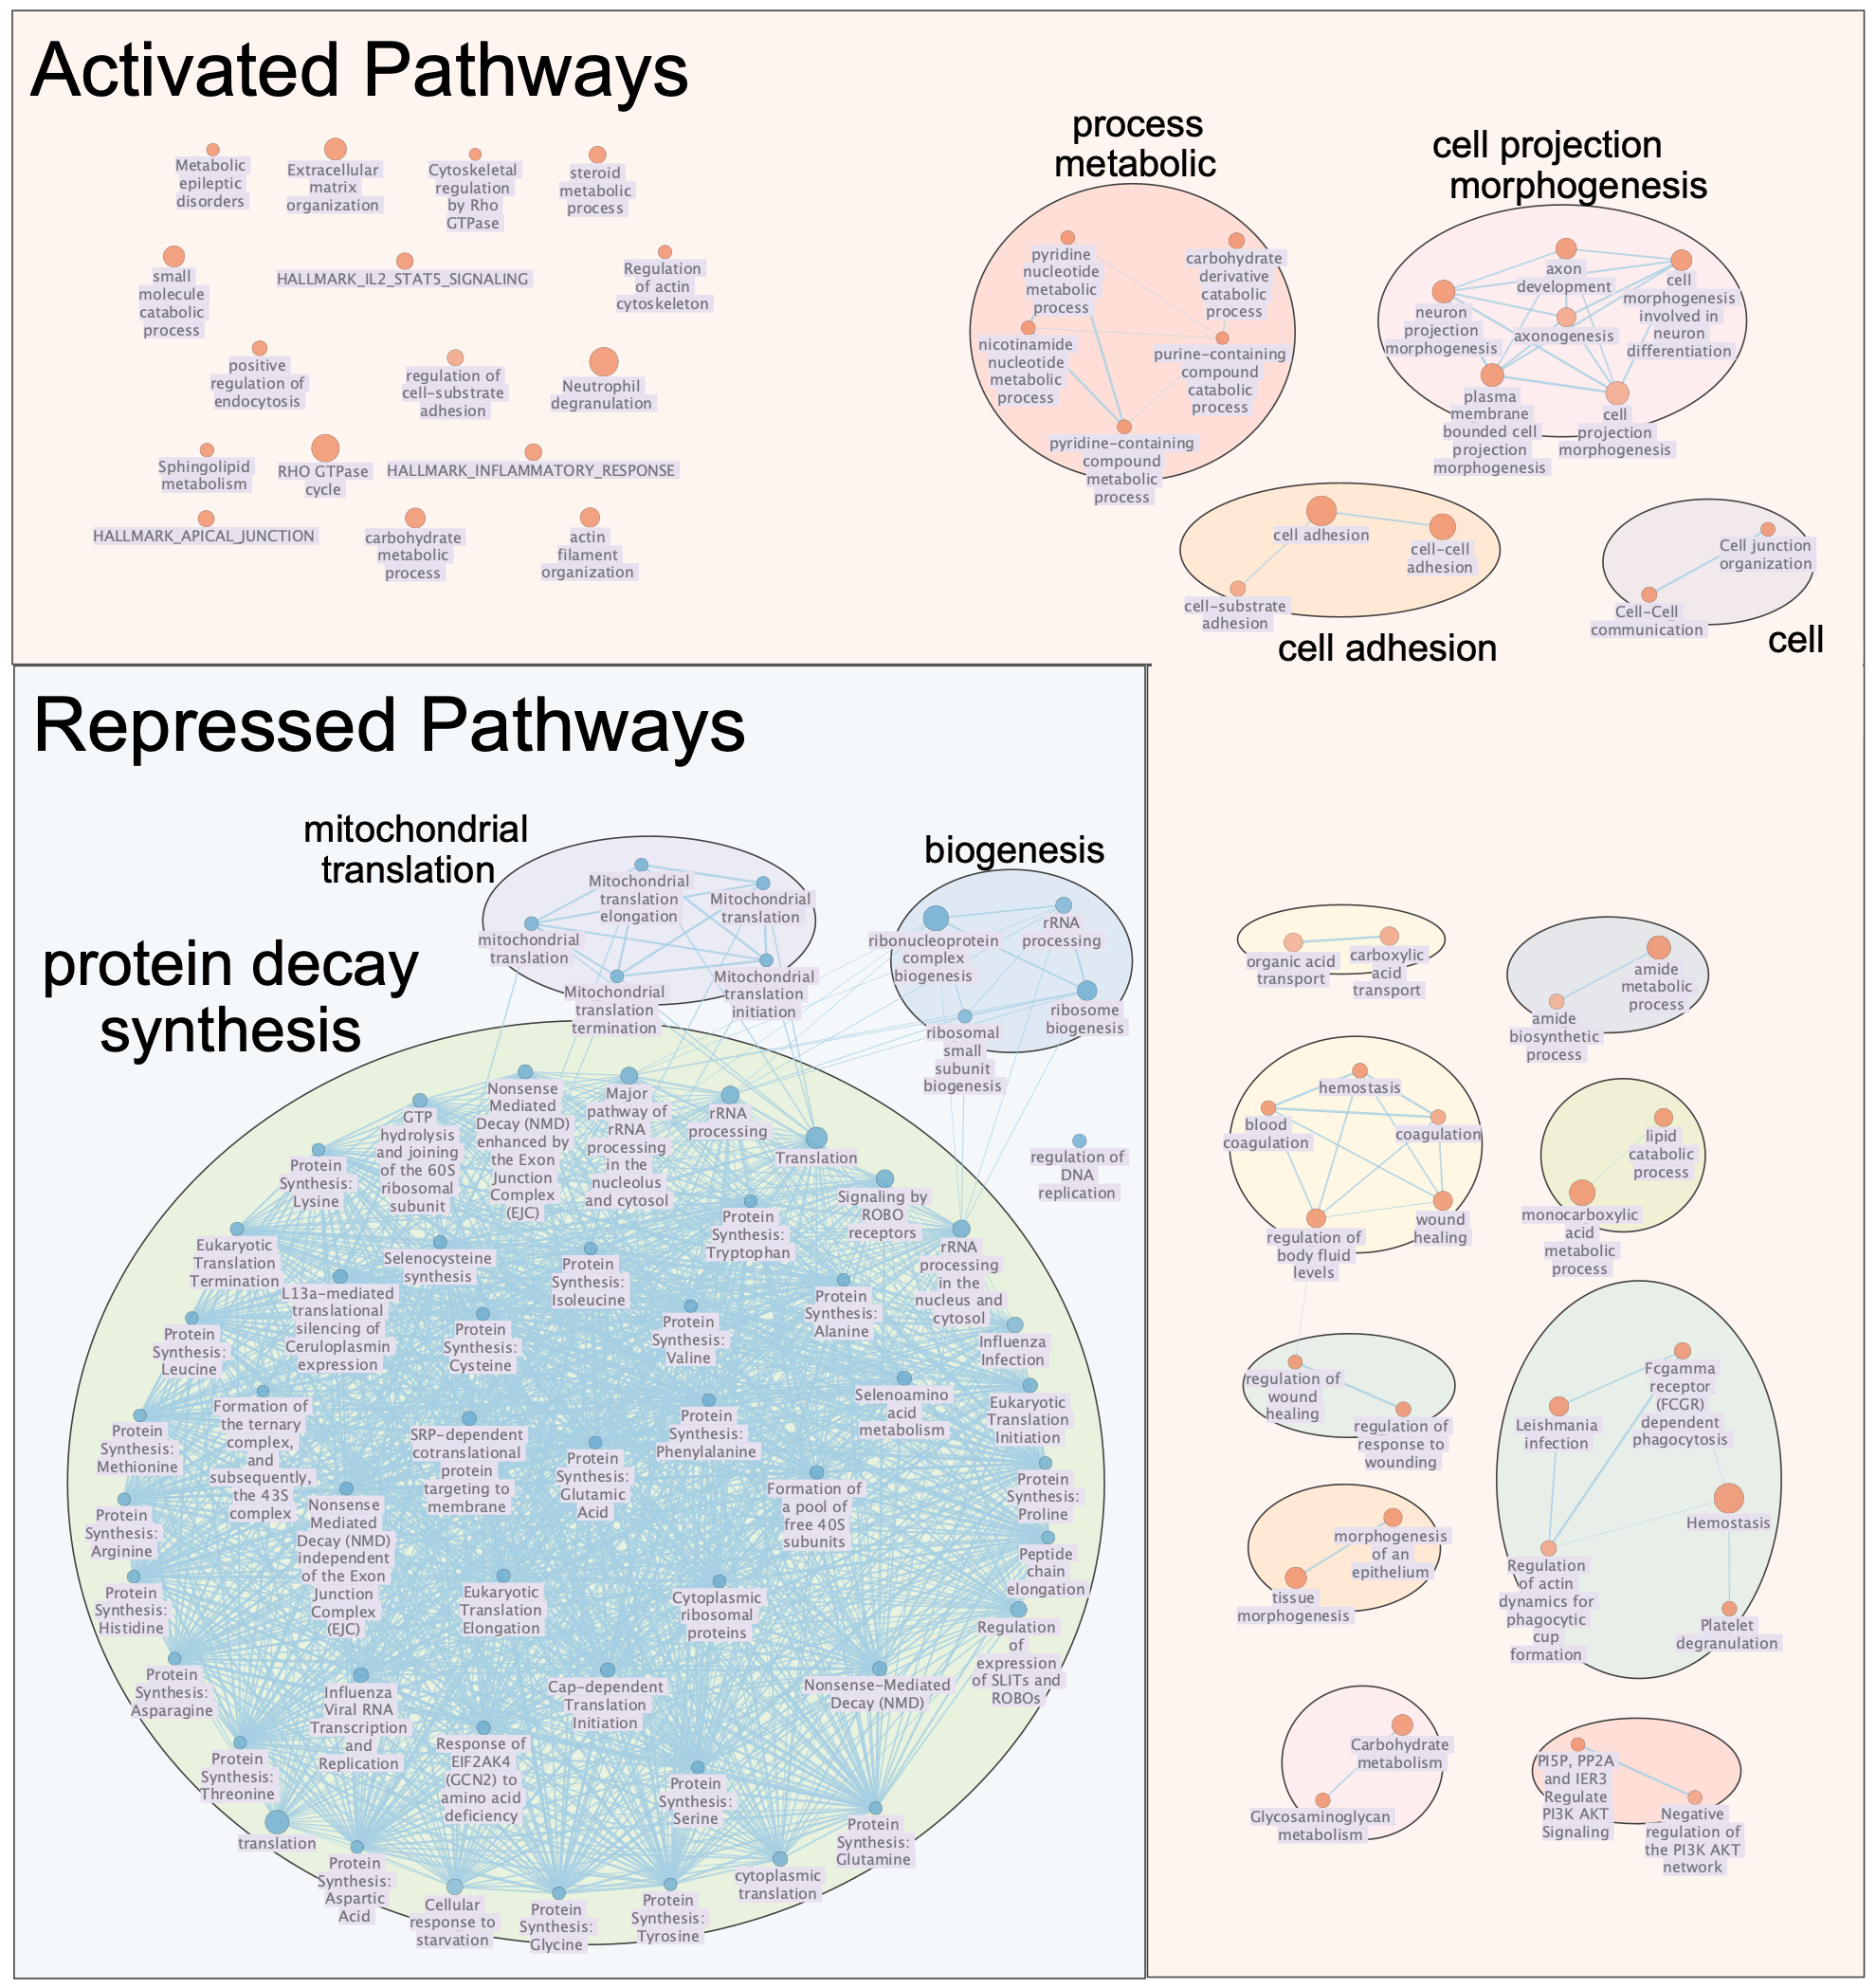 Activated Pathways
Metabolic
epileptic
disorders
Extracellular
matrix
organization
Cytoskeletal
regulation
by Rho
GTPase
steroid
metabolic
process
small
molecule
catabolic
process
HALLMARK_IL2_STAT5_SIGNALING
Regulation
of actin
cytoskeleton
positive
regulation of
endocytosis
regulation of
cell-substrate
adhesion
Neutrophil
degranulation
Sphingolipid
metabolism
RHO GTPase
cycle
HALLMARK_INFLAMMATORY_RESPONSE
HALLMARK_APICAL_JUNCTION
carbohydrate
metabolic
process
actin
filament
organization
process
metabolic
pyridine
nucleotide
metabolic
process
carbohydrate
derivative
catabolic
process
nicotinamide
nucleotide
metabolic
process
purine-containing
compound
catabolic
process
pyridine-containing
compound
metabolic
process
cell projection
morphogenesis
axon
development
cell
morphogenesis
involved in
neuron
differentiation
neuron
projection
morphogenesis
axonogenesis
plasma
membrane
bounded cell
projection
morphogenesis
cell
projection
morphogenesis
cell adhesion
cell-cell
adhesion
cell-substrate
adhesion
cell adhesion
Cell junction
organization
Cell-Cell
communication
cell
Repressed Pathways
mitochondrial
translation
Mitochondrial
translation
elongation
Mitochondrial
translation
mitochondrial
translation
Mitochondrial
translation
termination
Mitochondrial
translation
initiation
biogenesis
ribonucleoprotein
complex
biogenesis
rRNA
processing
ribosomal
small
subunit
biogenesis
ribosome
biogenesis
regulation of
DNA
replication
protein decay
synthesis
Nonsense
Mediated
Decay (NMD)
enhanced by
the Exon
Junction
Complex
(EJC)
Major
pathway of
rRNA
processing
in the
nucleolus
and cytosol
rRNA
processing
GTP
hydrolysis
and joining
of the 60S
ribosomal
subunit
Translation
Protein
Synthesis:
Lysine
Signaling by
ROBO
receptors
Protein
Synthesis:
Tryptophan
Eukaryotic
Translation
Termination
Selenocysteine
synthesis
Protein
Synthesis:
Isoleucine
rRNA
processing
in the
nucleus and
cytosol
L13a-mediated
translational
silencing of
Ceruloplasmin
expression
Protein
Synthesis:
Alanine
Protein
Synthesis:
Leucine
Protein
Synthesis:
Cysteine
Protein
Synthesis:
Valine
Influenza
Infection
Formation of
the ternary
complex,
and
subsequently,
the 43S
complex
Selenoamino
acid
metabolism
Eukaryotic
Translation
Initiation
Protein
Synthesis:
Methionine
SRP-dependent
cotranslational
protein
targeting to
membrane
Protein
Synthesis:
Phenylalanine
Protein
Synthesis:
Glutamic
Acid
Formation of
a pool of
free 40S
subunits
Protein
Synthesis:
Proline
Protein
Synthesis:
Arginine
Nonsense
Mediated
Decay (NMD)
independent
of the Exon
Junction
Complex
(EJC)
Peptide
chain
elongation
Protein
Synthesis:
Histidine
Eukaryotic
Translation
Elongation
Cytoplasmic
ribosomal
proteins
Regulation
of
expression
of SLITs and
ROBOs
Protein
Synthesis:
Asparagine
Influenza
Viral RNA
Transcription
and
Replication
Cap-dependent
Translation
Initiation
Nonsense-Mediated
Decay (NMD)
Protein
Synthesis:
Threonine
Response of
EIF2AK4
(GCN2) to
amino acid
deficiency
Protein
Synthesis:
Serine
translation
Protein
Synthesis:
Glutamine
Protein
Synthesis:
Aspartic
Acid
Cellular
response to
starvation
Protein
Synthesis:
Glycine
Protein
Synthesis:
Tyrosine
cytoplasmic
translation
organic acid
transport
carboxylic
acid
transport
amide
metabolic
process
amide
biosynthetic
process
hemostasis
blood
coagulation
coagulation
regulation of
body fluid
levels
wound
healing
lipid
catabolic
process
monocarboxylic
acid
metabolic
process
regulation of
wound
healing
regulation of
response to
wounding
Fcgamma
receptor
(FCGR)
dependent
phagocytosis
Leishmania
infection
Hemostasis
Regulation
of actin
dynamics for
phagocytic
cup
formation
Platelet
degranulation
morphogenesis
of an
epithelium
tissue
morphogenesis
Carbohydrate
metabolism
Glycosaminoglycan
metabolism
PI5P, PP2A
and IER3
Regulate
PI3K AKT
Signaling
Negative
regulation of
the PI3K AKT
network